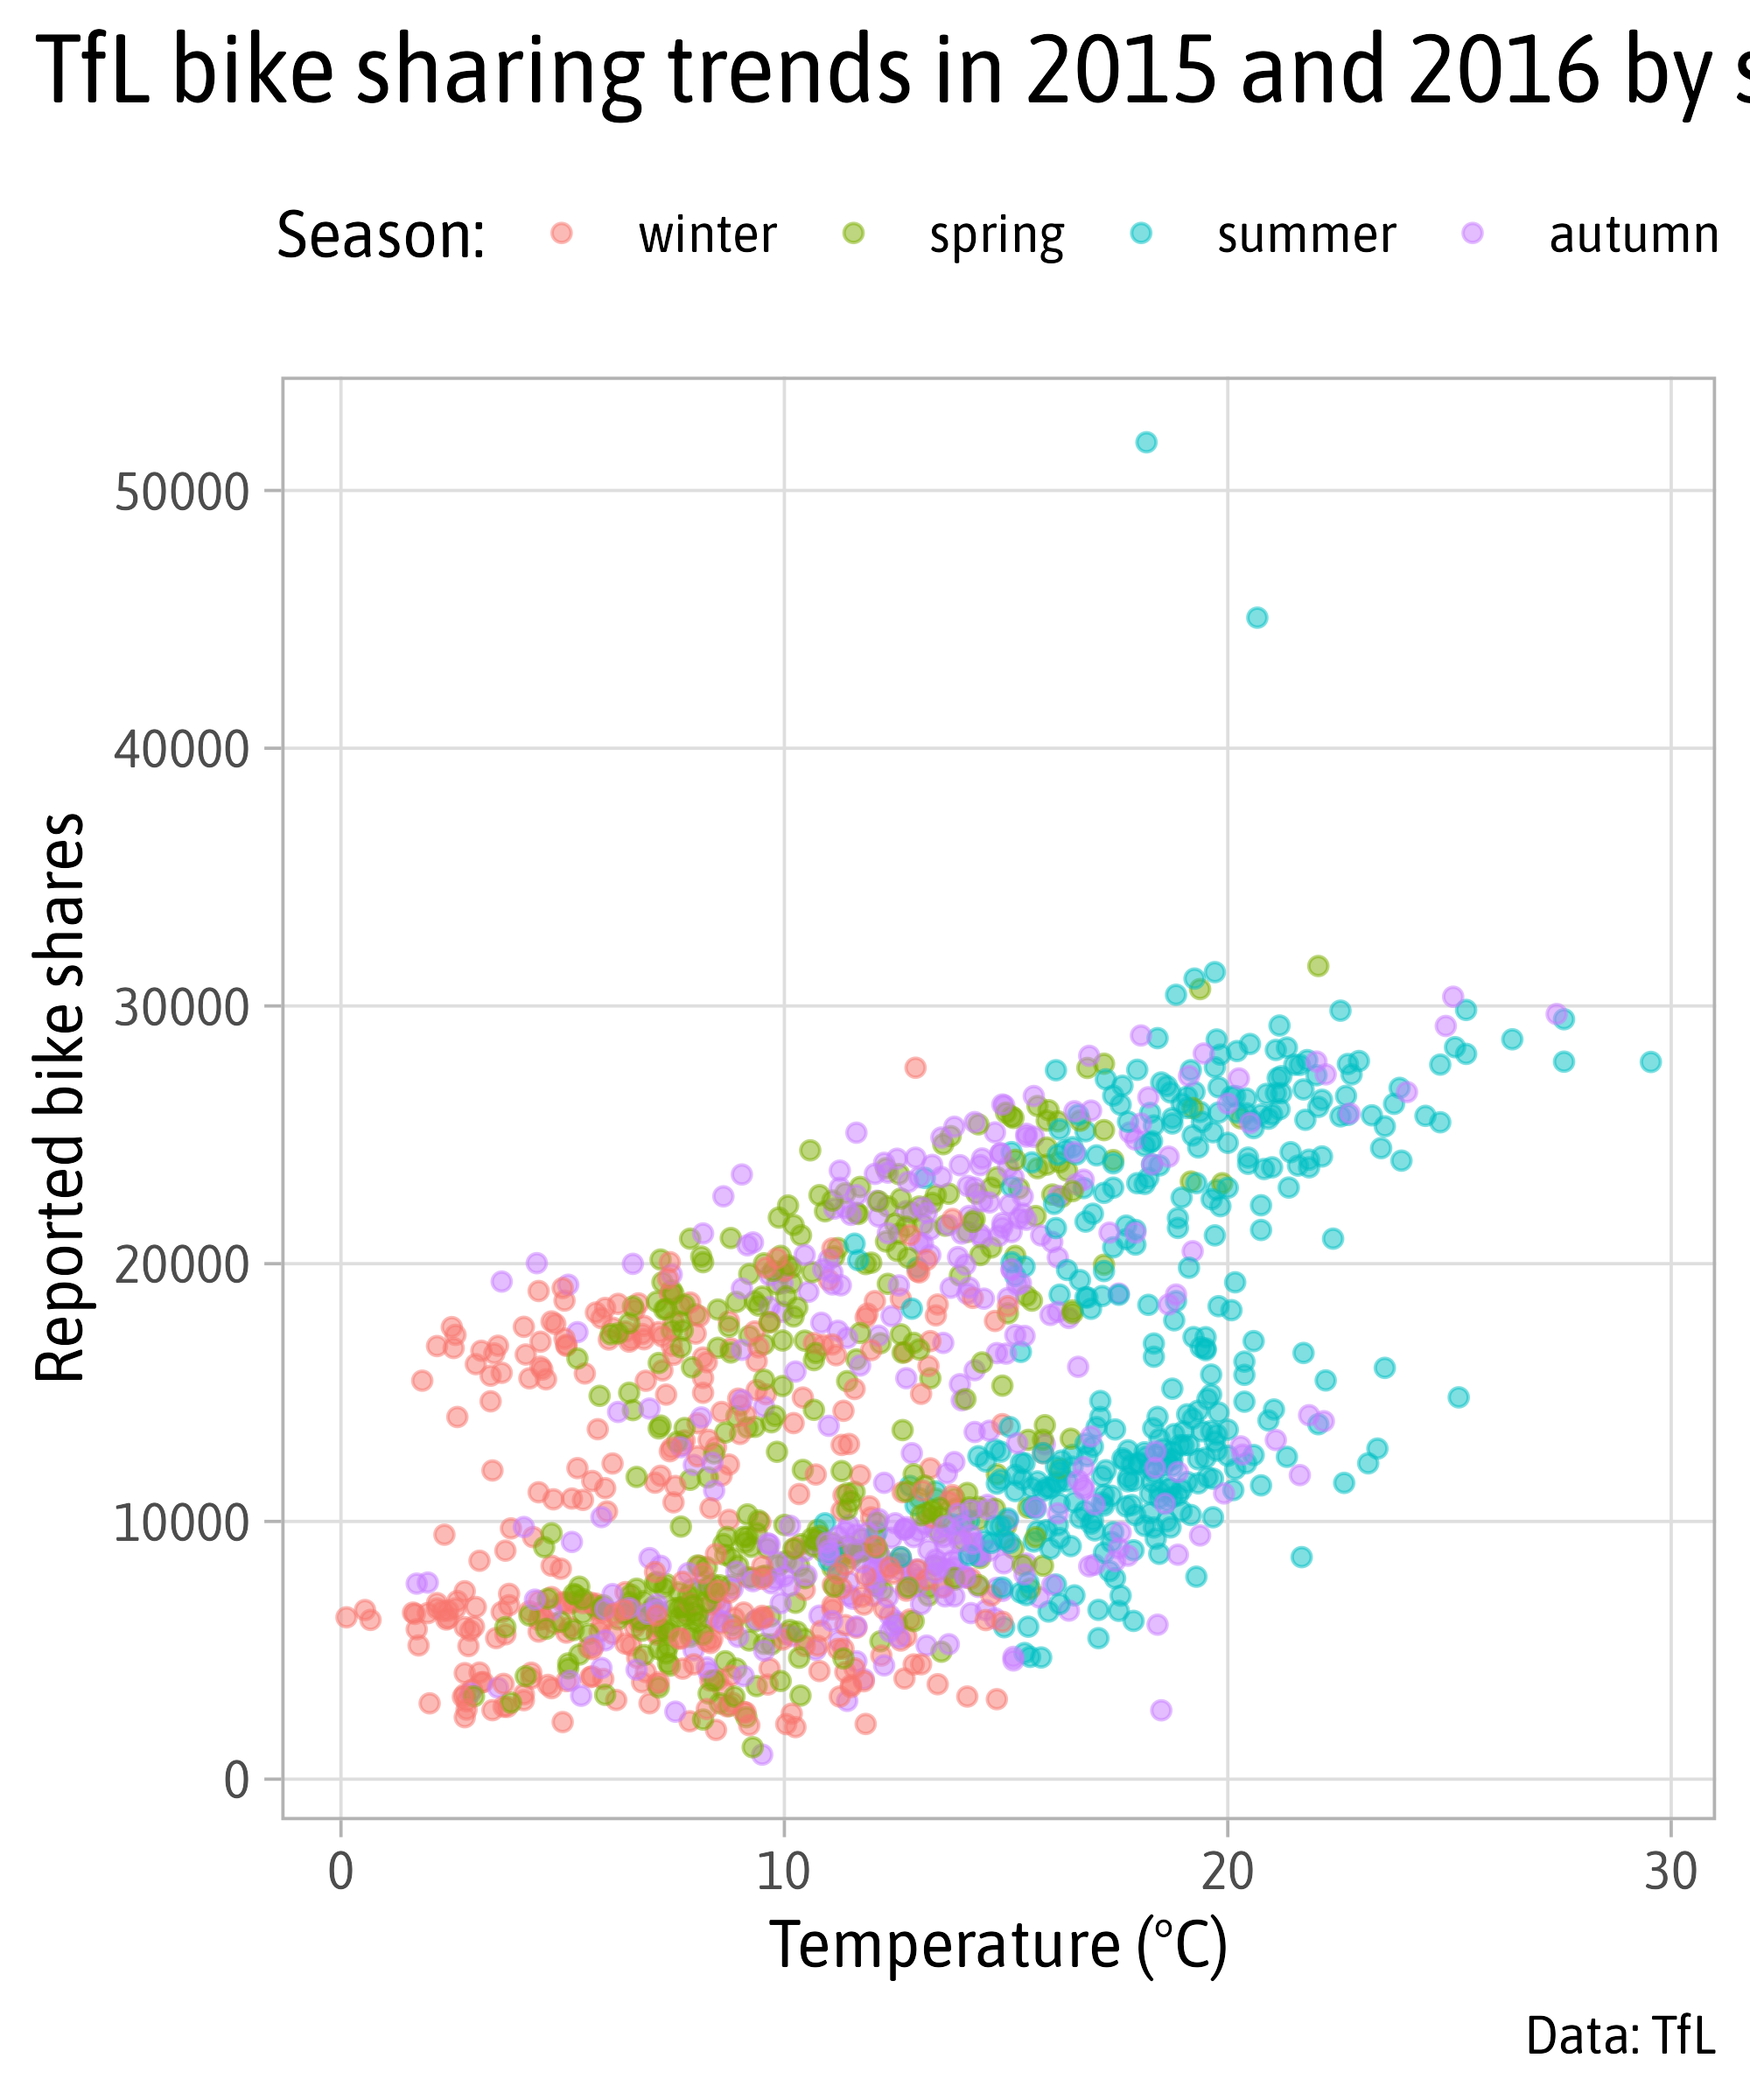 TfL bike sharing trends in 2015 and 2016 by
Season: winter spring summer autumn
Reported bike shares
50000
40000
30000
20000
10000
0
0 10 20 30
Temperature (°C)
Data: TfL